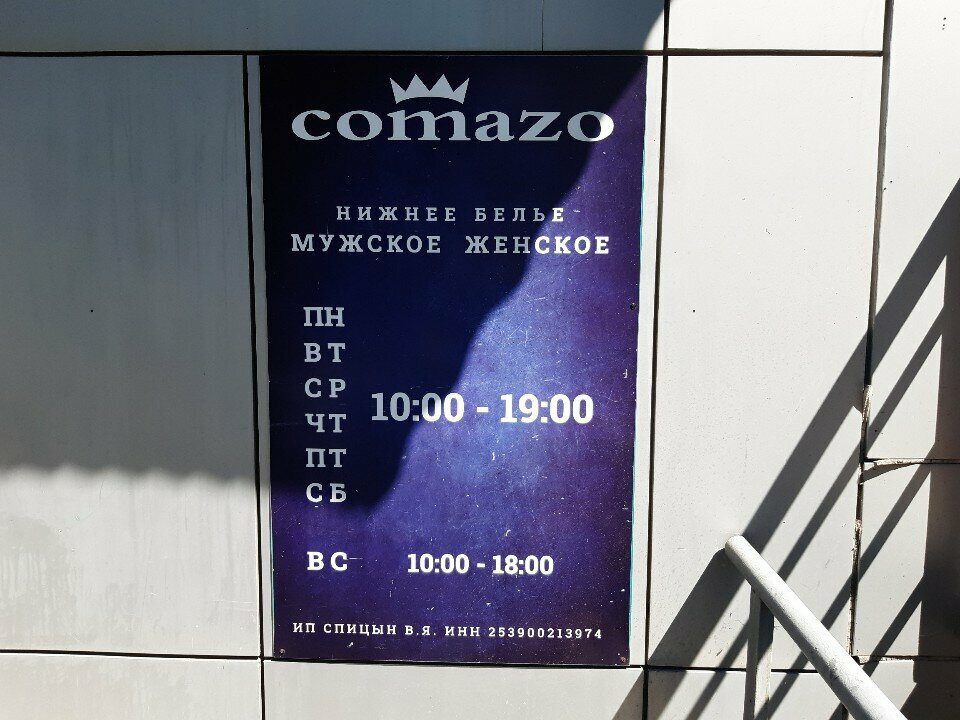 comazo
НИЖНЕЕ БЕЛЬЕ
МУЖСКОЕ ЖЕНСКОЕ
ПН
ВТ
СР
ЧТ
ПТ
СБ
10:00 - 19:00
ВС 10:00 - 18:00
ИП СПИЦЫН В.Я. ИНН 253900213974